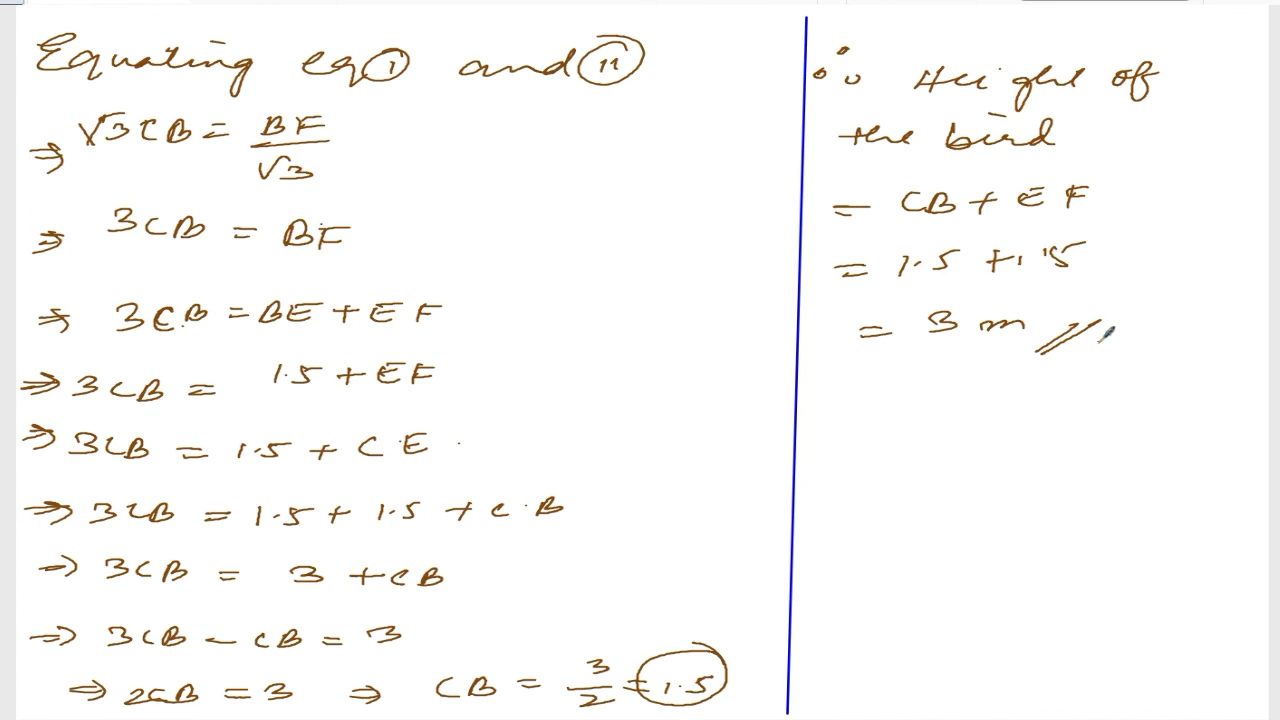 Equating eq ① and ⑪
⇒ √3 CB = BF / √3
⇒ 3CB = BF
⇒ 3CB = BE + EF
⇒ 3CB = 1.5 + EF
⇒ 3CB = 1.5 + CE
⇒ 3CB = 1.5 + 1.5 + CB
⇒ 3CB = 3 + CB
⇒ 3CB - CB = 3
⇒ 2CB = 3 ⇒ CB = 3/2 = 1.5
∴ Height of
the bird
= CB + EF
= 1.5 + 1.5
= 3 m //